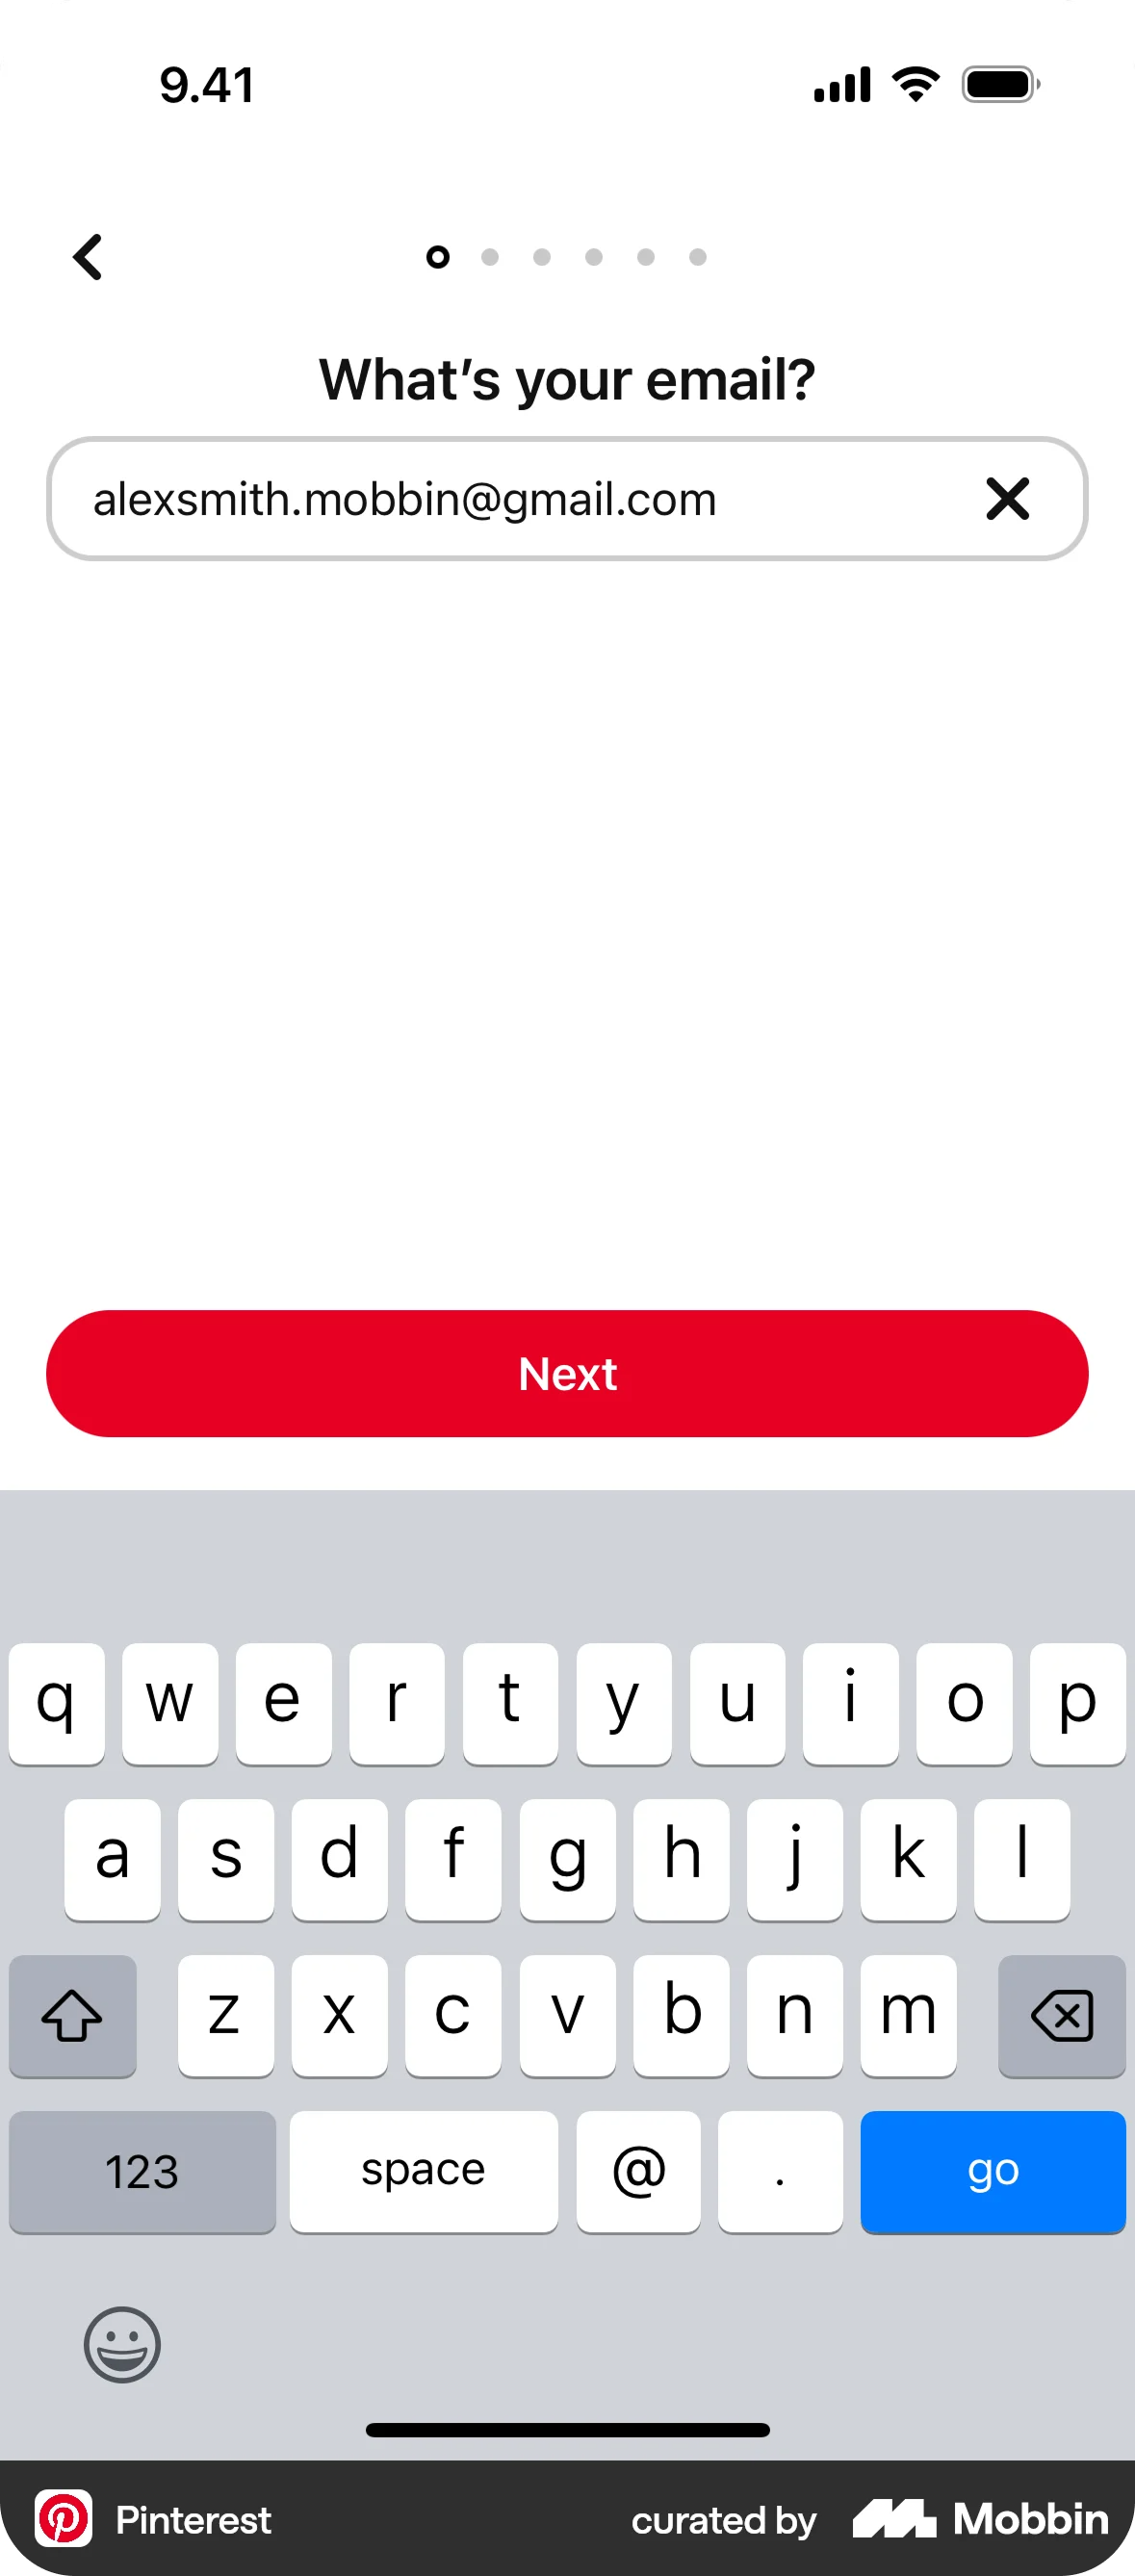 9.41
What’s your email?
alexsmith.mobbin@gmail.com
Next
q w e r t y u i o p
a s d f g h j k l
z x c v b n m
123 space @ . go
Pinterest curated by Mobbin